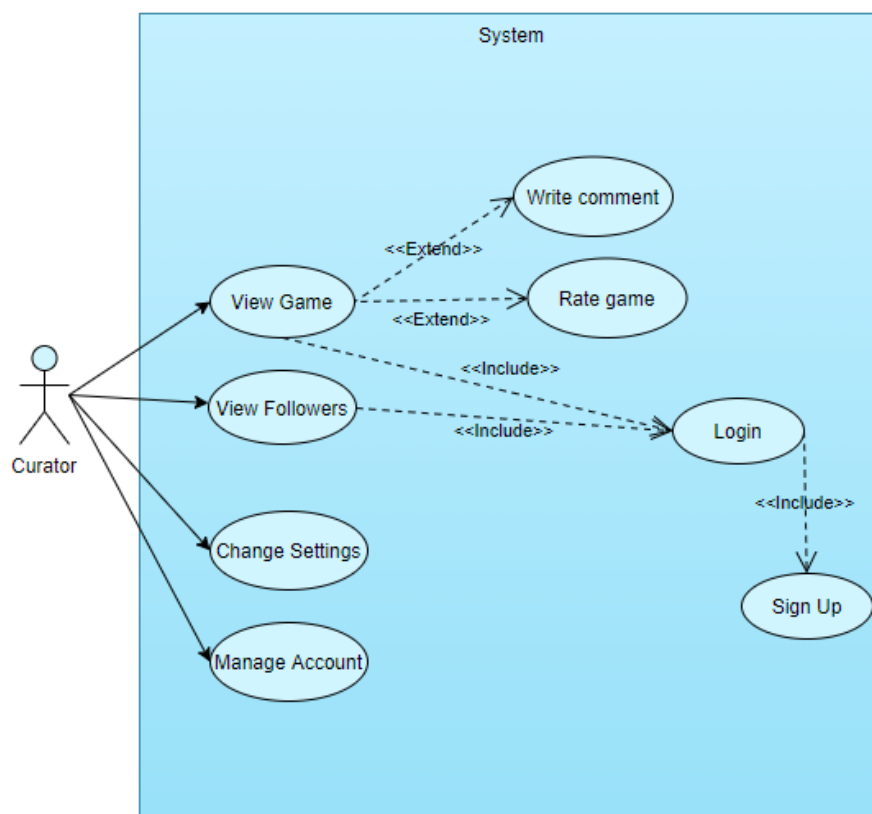 System
Write comment
<<Extend>>
View Game
Rate game
<<Extend>>
<<Include>>
View Followers
<<Include>>
Login
Curator
<<Include>>
Change Settings
Sign Up
Manage Account